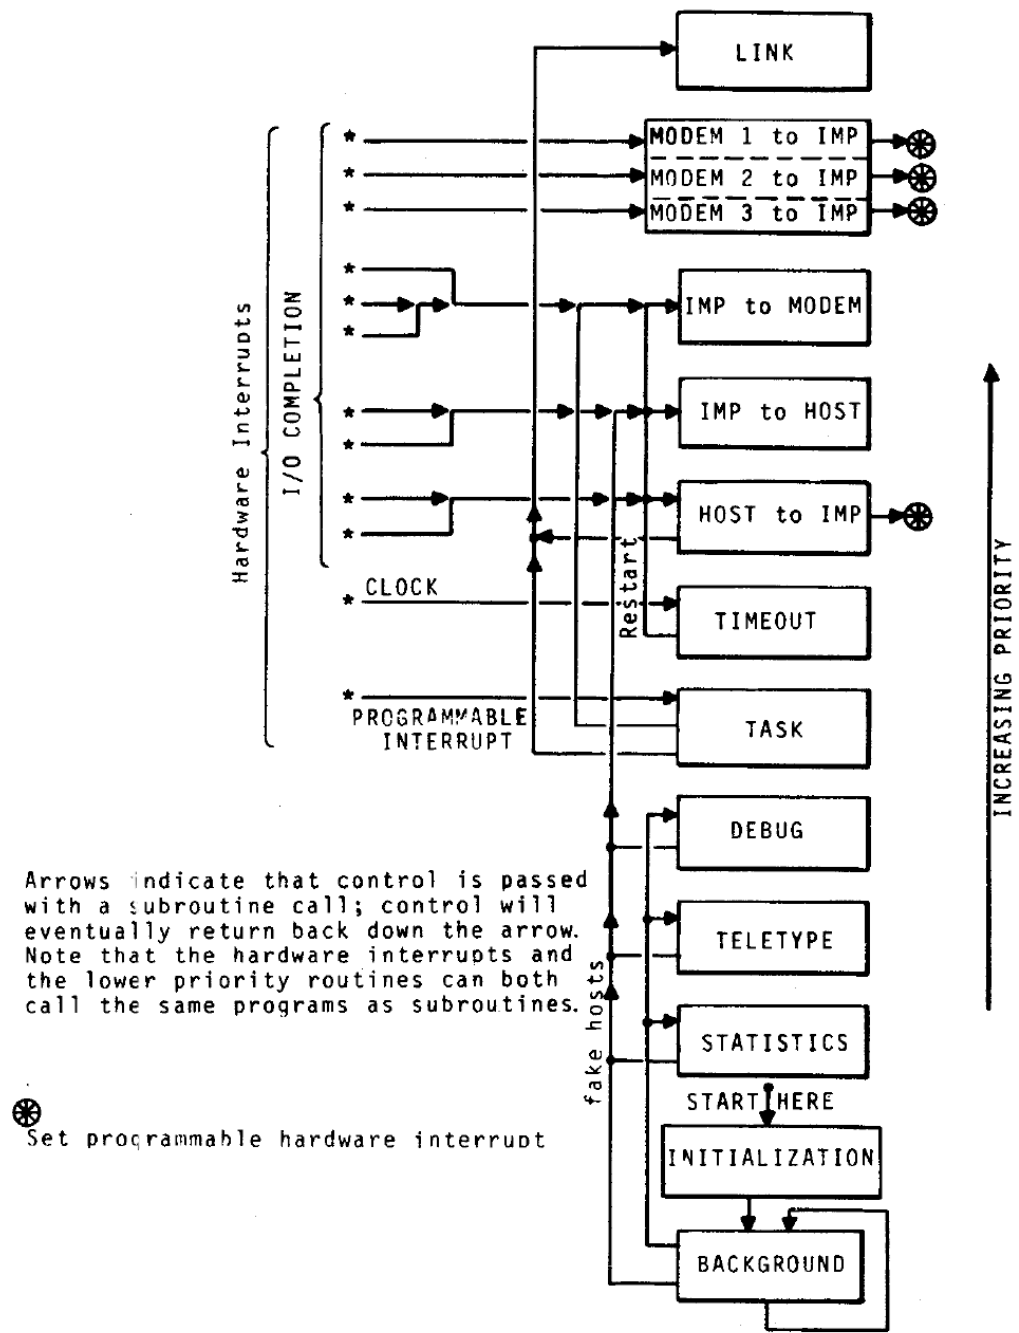 LINK
MODEM 1 to IMP
MODEM 2 to IMP
MODEM 3 to IMP
IMP to MODEM
IMP to HOST
HOST to IMP
TIMEOUT
TASK
DEBUG
TELETYPE
STATISTICS
START HERE
INITIALIZATION
BACKGROUND
Hardware Interrupts
I/O COMPLETION
*
*
*
*
*
*
*
*
*
*
* CLOCK
*
PROGRAMMABLE
INTERRUPT
Restart
fake hosts
INCREASING PRIORITY
Arrows indicate that control is passed
with a subroutine call; control will
eventually return back down the arrow.
Note that the hardware interrupts and
the lower priority routines can both
call the same programs as subroutines.
Set programmable hardware interrupt